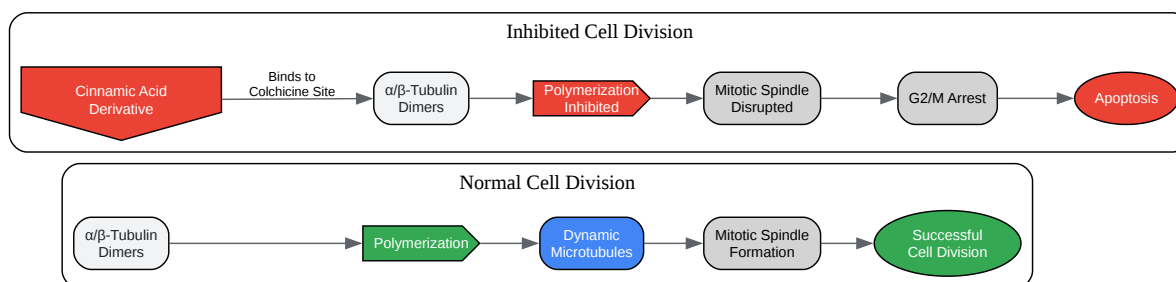 Inhibited Cell Division
Cinnamic Acid
Derivative
Binds to
Colchicine Site
α/β-Tubulin
Dimers
Polymerization
Inhibited
Mitotic Spindle
Disrupted
G2/M Arrest
Apoptosis
Normal Cell Division
α/β-Tubulin
Dimers
Polymerization
Dynamic
Microtubules
Mitotic Spindle
Formation
Successful
Cell Division